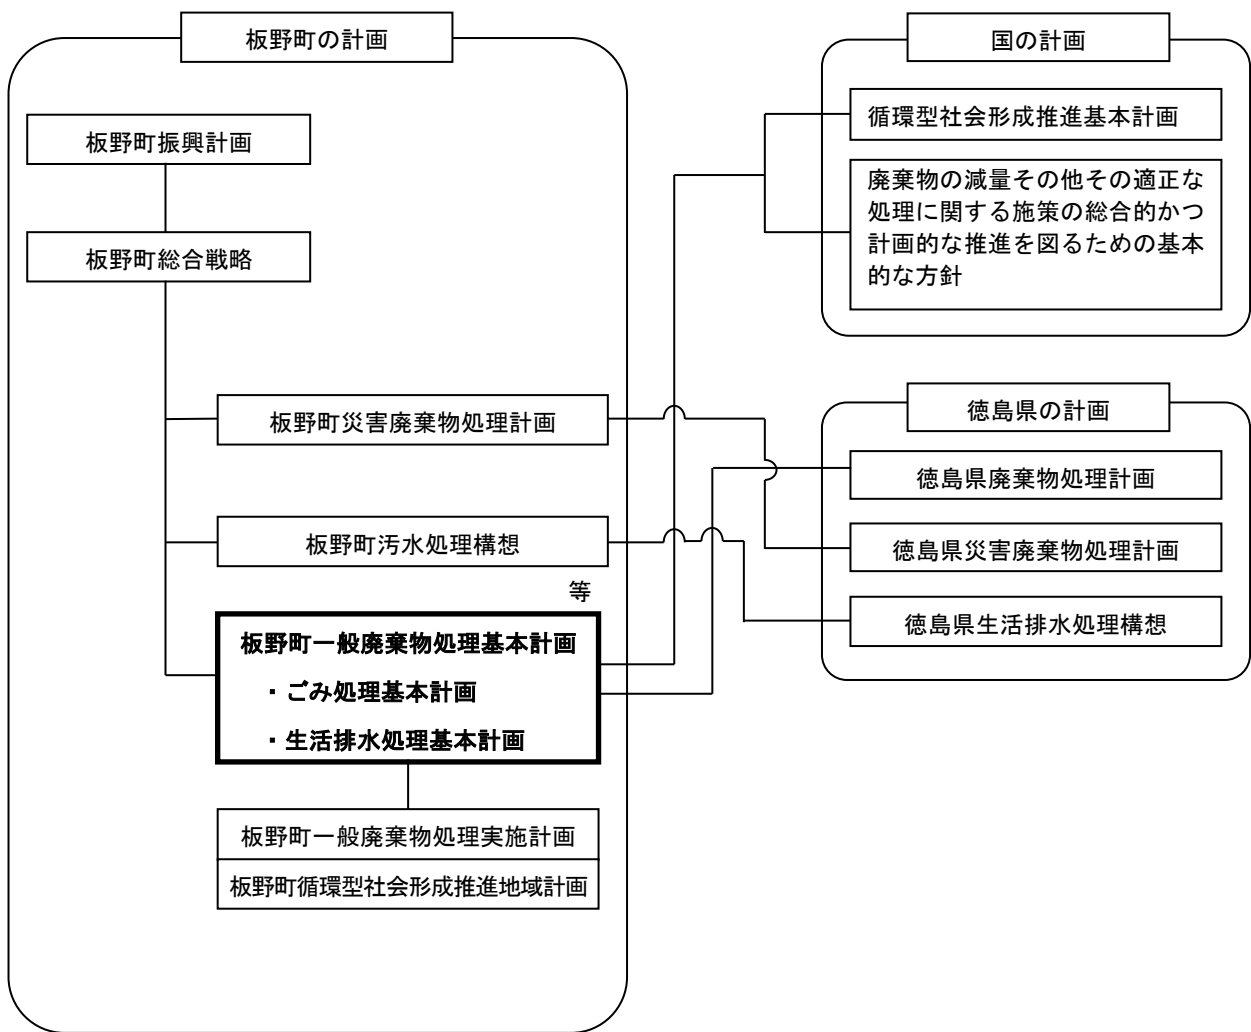 板野町の計画
板野町振興計画
板野町総合戦略
板野町災害廃棄物処理計画
板野町汚水処理構想
等
板野町一般廃棄物処理基本計画
・ごみ処理基本計画
・生活排水処理基本計画
板野町一般廃棄物処理実施計画
板野町循環型社会形成推進地域計画
国の計画
循環型社会形成推進基本計画
廃棄物の減量その他その適正な
処理に関する施策の総合的かつ
計画的な推進を図るための基本
的な方針
徳島県の計画
徳島県廃棄物処理計画
徳島県災害廃棄物処理計画
徳島県生活排水処理構想